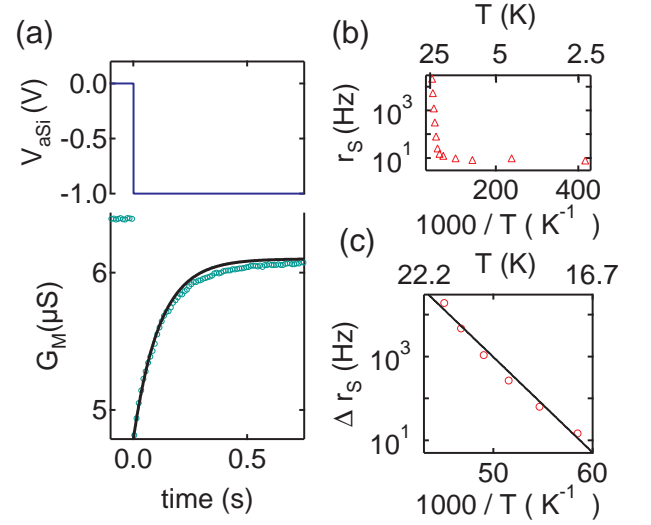 (a)
0.0
-0.5
-1.0
V_aSi (V)
6
5
G_M(μS)
0.0
0.5
time (s)
(b)
T (K)
25
5
2.5
10^3
10^1
r_S (Hz)
200
400
1000 / T ( K^-1
(c)
T (K)
22.2
16.7
10^3
10^1
Δ r_S (Hz)
50
60
1000 / T ( K^-1